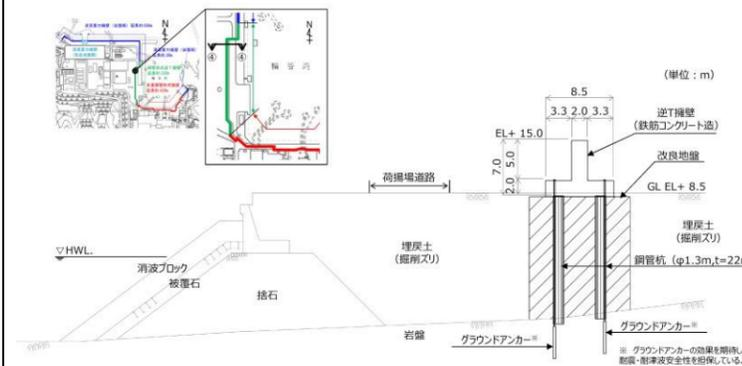 N
N
④
④
輪谷湾
(単位：m)
8.5
3.3 2.0 3.3
逆T擁壁
(鉄筋コンクリート造)
EL+ 15.0
7.0
5.0
2.0
改良地盤
GL EL+ 8.5
荷揚場道路
▽HWL.
消波ブロック
被覆石
捨石
埋戻土
(掘削ズリ)
埋戻土
(掘削ズリ)
鋼管杭 (φ1.3m,t=22
岩盤
グラウンドアンカー※
グラウンドアンカー※
※ グラウンドアンカーの効果を期待し
耐震・耐津波安全性を担保している。